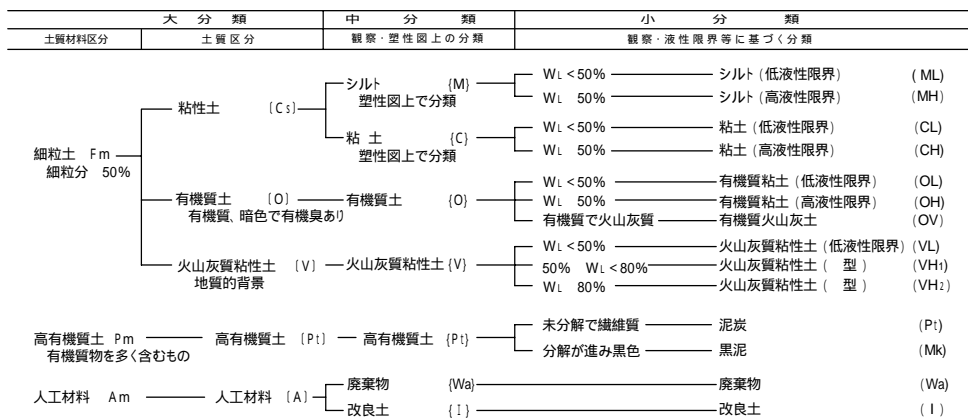 大分類 中分類 小分類
土質材料区分 土質区分 観察・塑性図上の分類 観察・液性限界等に基づく分類
WL <50% シルト (低液性限界) (ML)
シルト {M}
塑性図上で分類
WL 50% シルト (高液性限界) (MH)
粘性土 [Cs]
WL <50% 粘土 (低液性限界) (CL)
粘土 {C}
塑性図上で分類
WL 50% 粘土 (高液性限界) (CH)
細粒土 Fm
細粒分 50%
WL <50% 有機質粘土 (低液性限界) (OL)
有機質土 [O] 有機質土 {O} WL 50% 有機質粘土 (高液性限界) (OH)
有機質、暗色で有機臭あり
有機質で火山灰質 有機質火山灰土 (OV)
WL <50% 火山灰質粘性土 (低液性限界) (VL)
火山灰質粘性土 [V] 火山灰質粘性土 {V} 50% WL <80% 火山灰質粘性土 ( 型 ) (VH1)
地質的背景
WL 80% 火山灰質粘性土 ( 型 ) (VH2)
未分解で繊維質 泥炭 (Pt)
高有機質土 Pm 高有機質土 [Pt] 高有機質土 {Pt}
有機質物を多く含むもの
分解が進み黒色 黒泥 (Mk)
廃棄物 {Wa} 廃棄物 (Wa)
人工材料 Am 人工材料 [A]
改良土 {I} 改良土 (I)